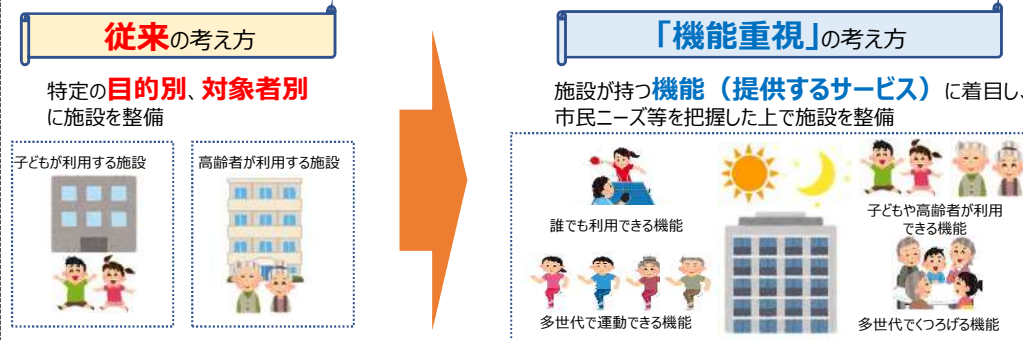 従来の考え方
特定の目的別、対象者別
に施設を整備
子どもが利用する施設
高齢者が利用する施設
「機能重視」の考え方
施設が持つ機能（提供するサービス）に着目し、
市民ニーズ等を把握した上で施設を整備
誰でも利用できる機能
子どもや高齢者が利用
できる機能
多世代で運動できる機能
多世代でくつろげる機能